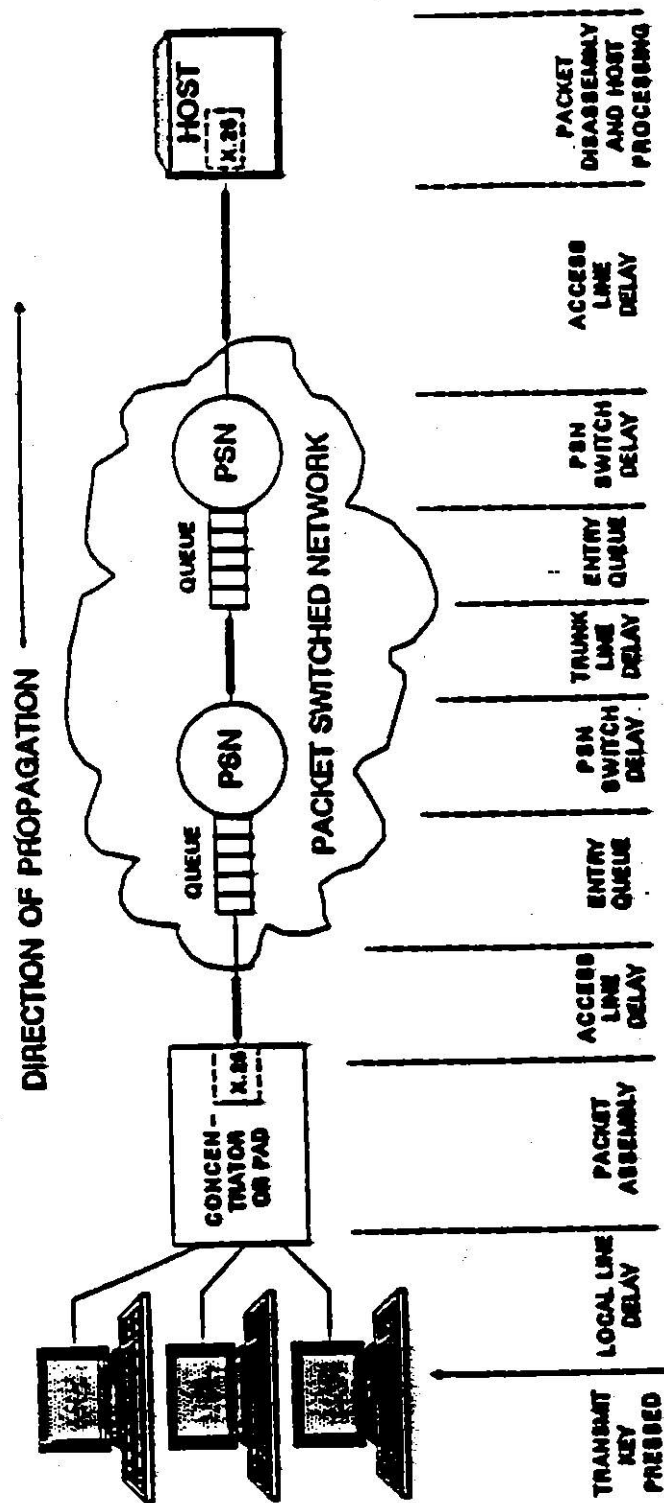 DIRECTION OF PROPAGATION
CONCEN-
TRATOR
OR PAD
X.25
QUEUE
PSN
QUEUE
PSN
PACKET SWITCHED NETWORK
HOST
X.25
TRANSMIT
KEY
PRESSED
LOCAL LINE
DELAY
PACKET
ASSEMBLY
ACCESS
LINE
DELAY
ENTRY
QUEUE
PSN
SWITCH
DELAY
TRUNK
LINE
DELAY
ENTRY
QUEUE
PSN
SWITCH
DELAY
ACCESS
LINE
DELAY
PACKET
DISASSEMBLY
AND HOST
PROCESSING